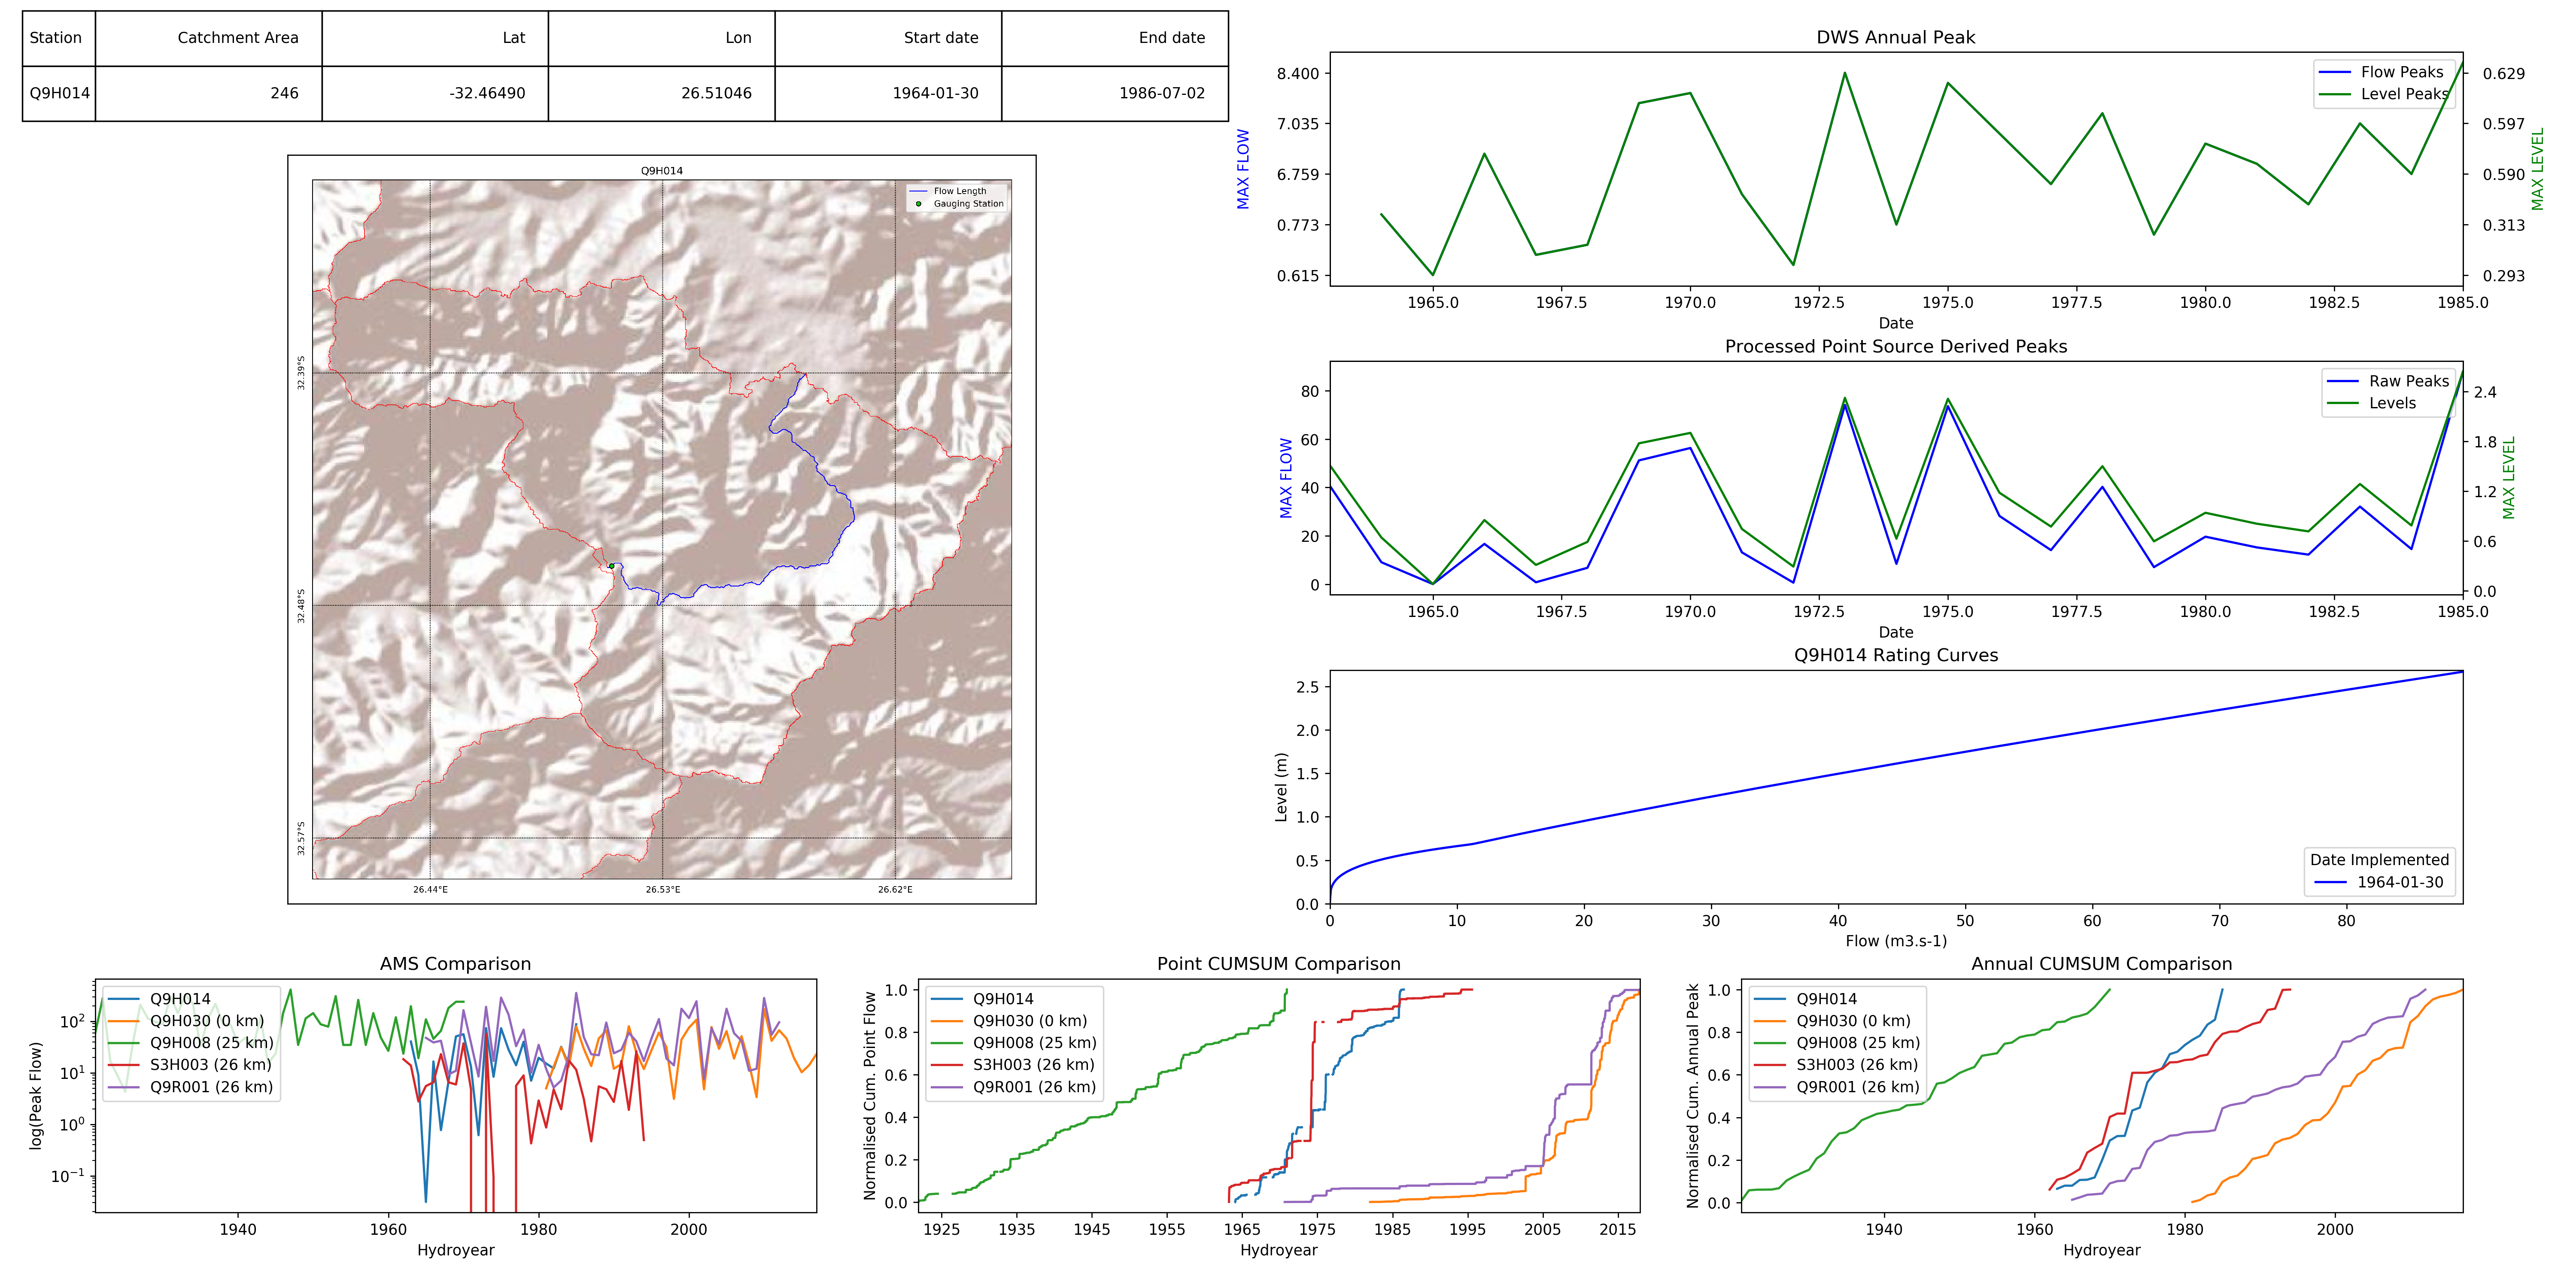 Station Catchment Area Lat Lon Start date End date
Q9H014 246 -32.46490 26.51046 1964-01-30 1986-07-02
Q9H014
Flow Length
Gauging Station
32.39°S
32.48°S
32.57°S
26.44°E 26.53°E 26.62°E
DWS Annual Peak
Flow Peaks
Level Peaks
MAX FLOW
8.400
7.035
6.759
0.773
0.615
MAX LEVEL
0.629
0.597
0.590
0.313
0.293
1965.0 1967.5 1970.0 1972.5 1975.0 1977.5 1980.0 1982.5 1985.0
Date
Processed Point Source Derived Peaks
Raw Peaks
Levels
MAX FLOW
80
60
40
20
0
MAX LEVEL
2.4
1.8
1.2
0.6
0.0
1965.0 1967.5 1970.0 1972.5 1975.0 1977.5 1980.0 1982.5 1985.0
Date
Q9H014 Rating Curves
Level (m)
2.5
2.0
1.5
1.0
0.5
0.0
Date Implemented
1964-01-30
0 10 20 30 40 50 60 70 80
Flow (m3.s-1)
AMS Comparison
Q9H014
Q9H030 (0 km)
Q9H008 (25 km)
S3H003 (26 km)
Q9R001 (26 km)
log(Peak Flow)
10²
10¹
10⁰
10⁻¹
1940 1960 1980 2000
Hydroyear
Point CUMSUM Comparison
Q9H014
Q9H030 (0 km)
Q9H008 (25 km)
S3H003 (26 km)
Q9R001 (26 km)
Normalised Cum. Point Flow
1.0
0.8
0.6
0.4
0.2
0.0
1925 1935 1945 1955 1965 1975 1985 1995 2005 2015
Hydroyear
Annual CUMSUM Comparison
Q9H014
Q9H030 (0 km)
Q9H008 (25 km)
S3H003 (26 km)
Q9R001 (26 km)
Normalised Cum. Annual Peak
1.0
0.8
0.6
0.4
0.2
0.0
1940 1960 1980 2000
Hydroyear